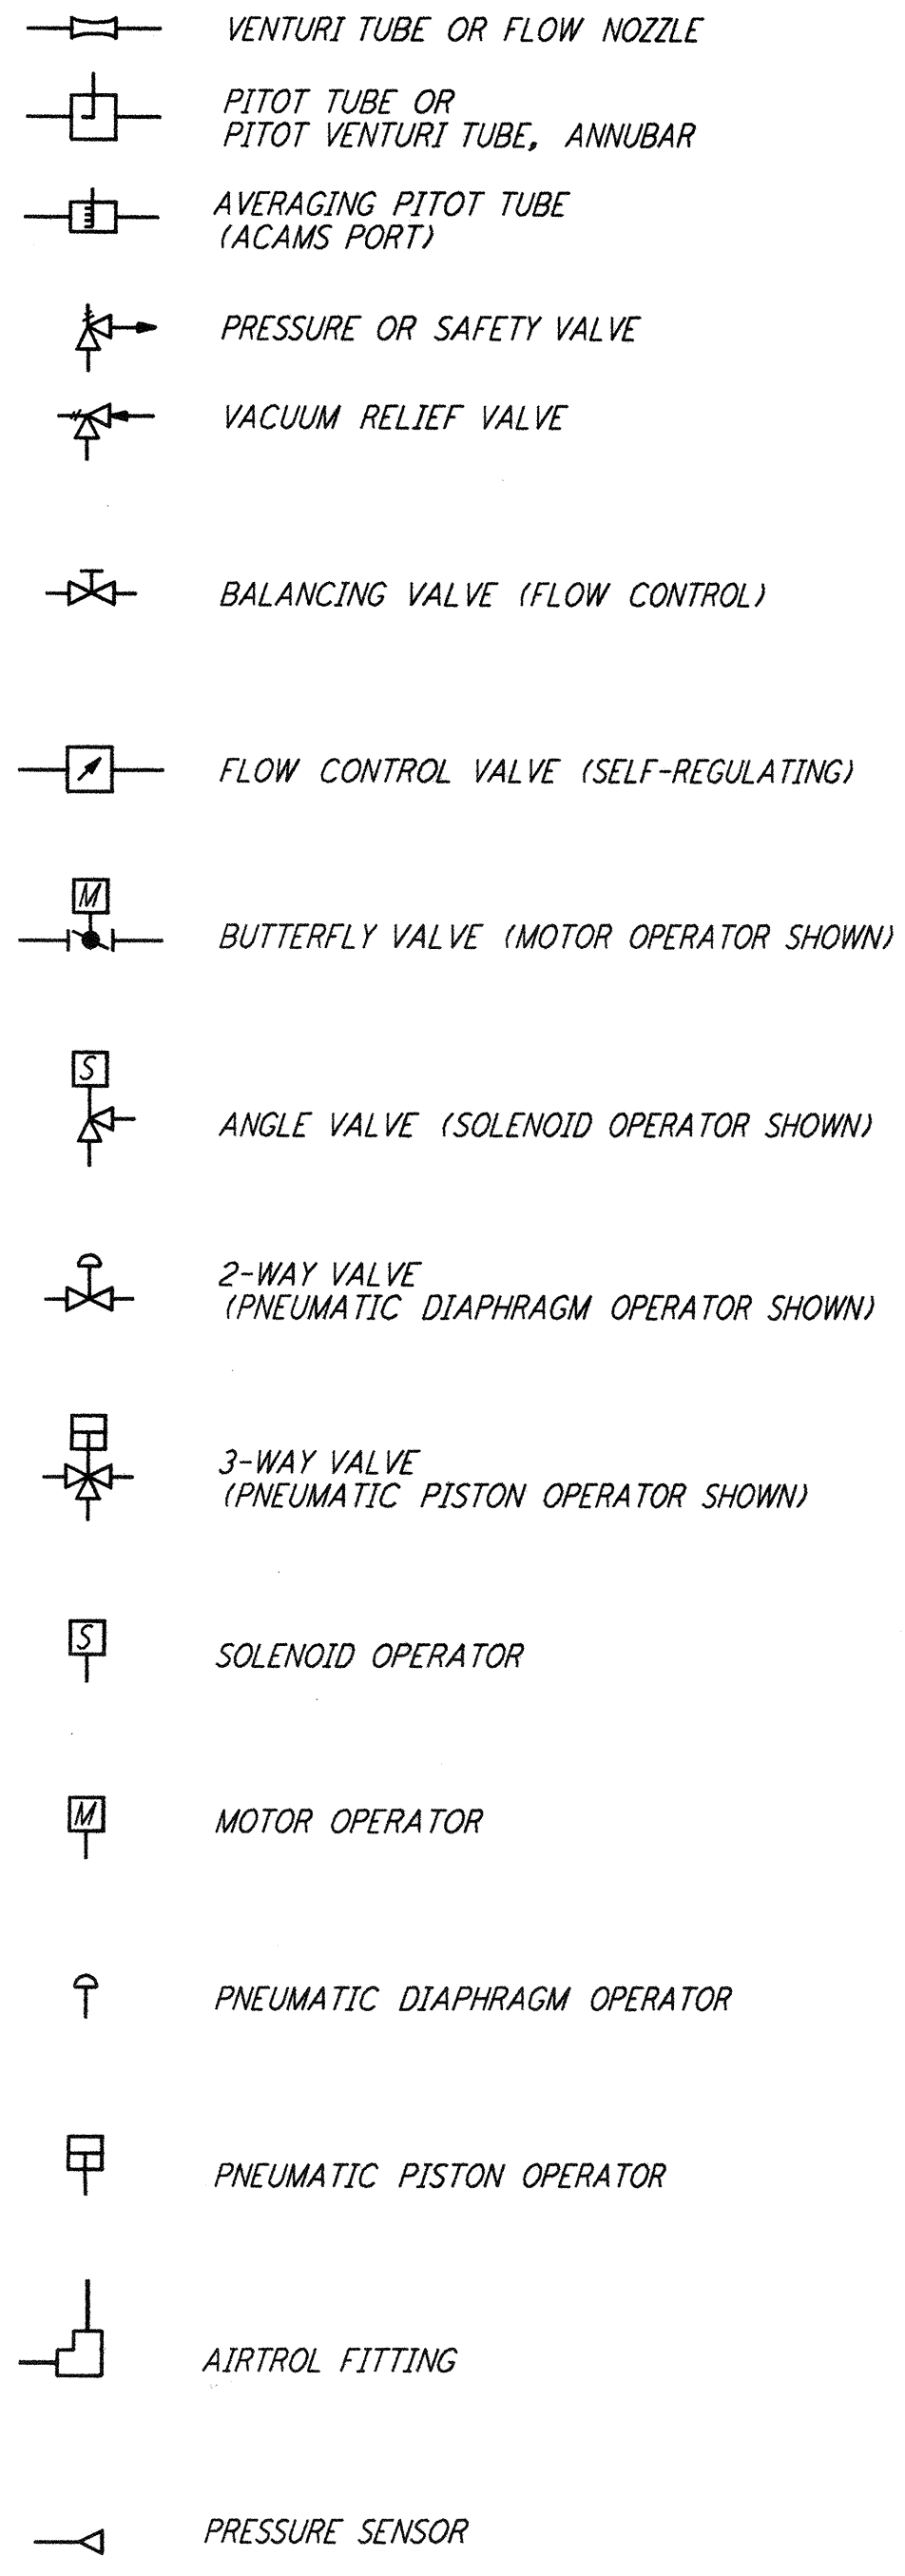 VENTURI TUBE OR FLOW NOZZLE
PITOT TUBE OR
PITOT VENTURI TUBE, ANNUBAR
AVERAGING PITOT TUBE
(ACAMS PORT)
PRESSURE OR SAFETY VALVE
VACUUM RELIEF VALVE
BALANCING VALVE (FLOW CONTROL)
FLOW CONTROL VALVE (SELF-REGULATING)
M
BUTTERFLY VALVE (MOTOR OPERATOR SHOWN)
S
ANGLE VALVE (SOLENOID OPERATOR SHOWN)
2-WAY VALVE
(PNEUMATIC DIAPHRAGM OPERATOR SHOWN)
3-WAY VALVE
(PNEUMATIC PISTON OPERATOR SHOWN)
S
SOLENOID OPERATOR
M
MOTOR OPERATOR
PNEUMATIC DIAPHRAGM OPERATOR
PNEUMATIC PISTON OPERATOR
AIRTROL FITTING
PRESSURE SENSOR